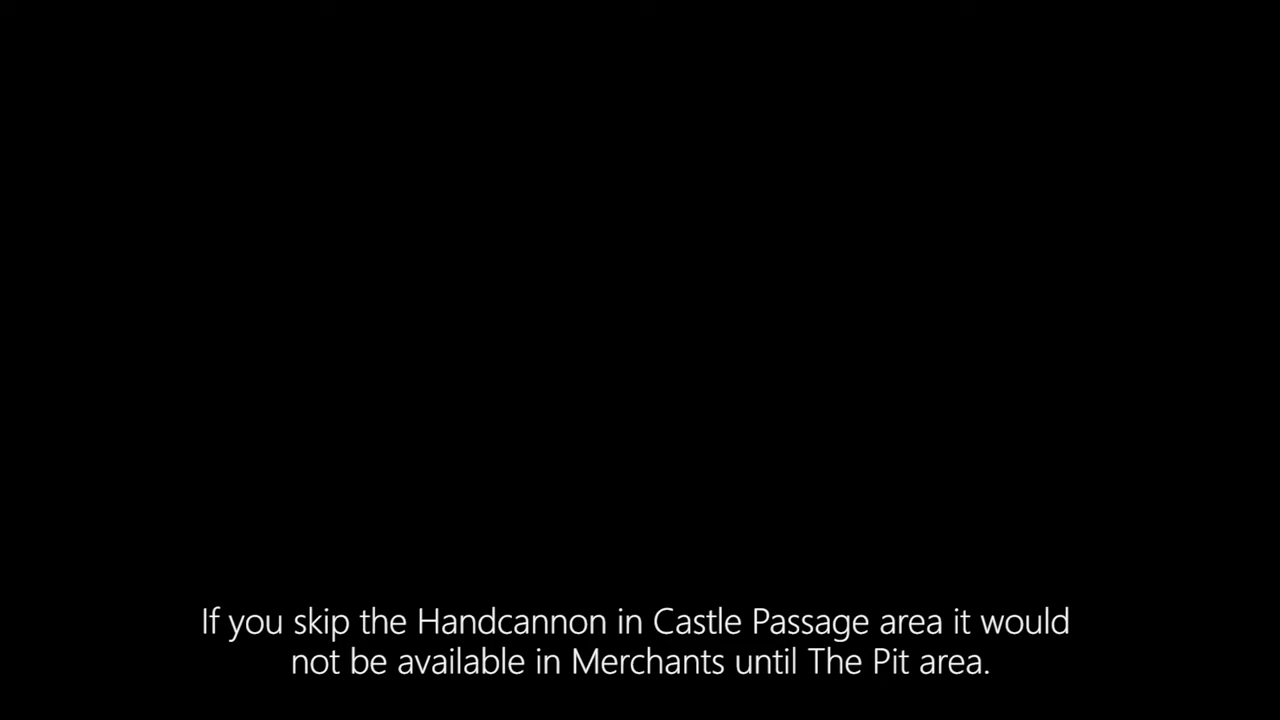 If you skip the Handcannon in Castle Passage area it would
not be available in Merchants until The Pit area.